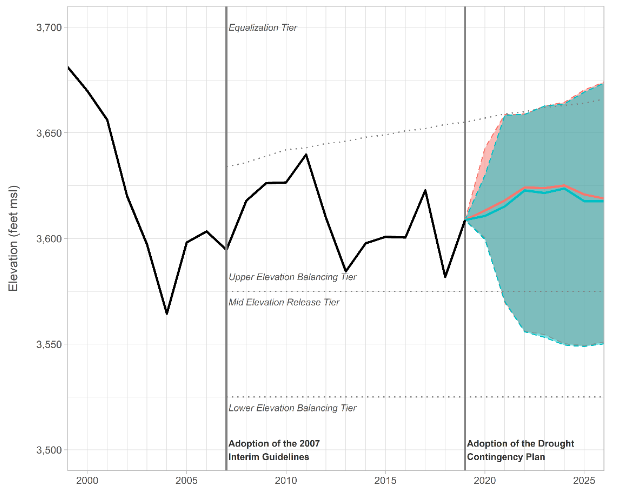 Elevation (feet msl)
3,700
3,650
3,600
3,550
3,500
Equalization Tier
Upper Elevation Balancing Tier
Mid Elevation Release Tier
Lower Elevation Balancing Tier
Adoption of the 2007
Interim Guidelines
Adoption of the Drought
Contingency Plan
2000
2005
2010
2015
2020
2025